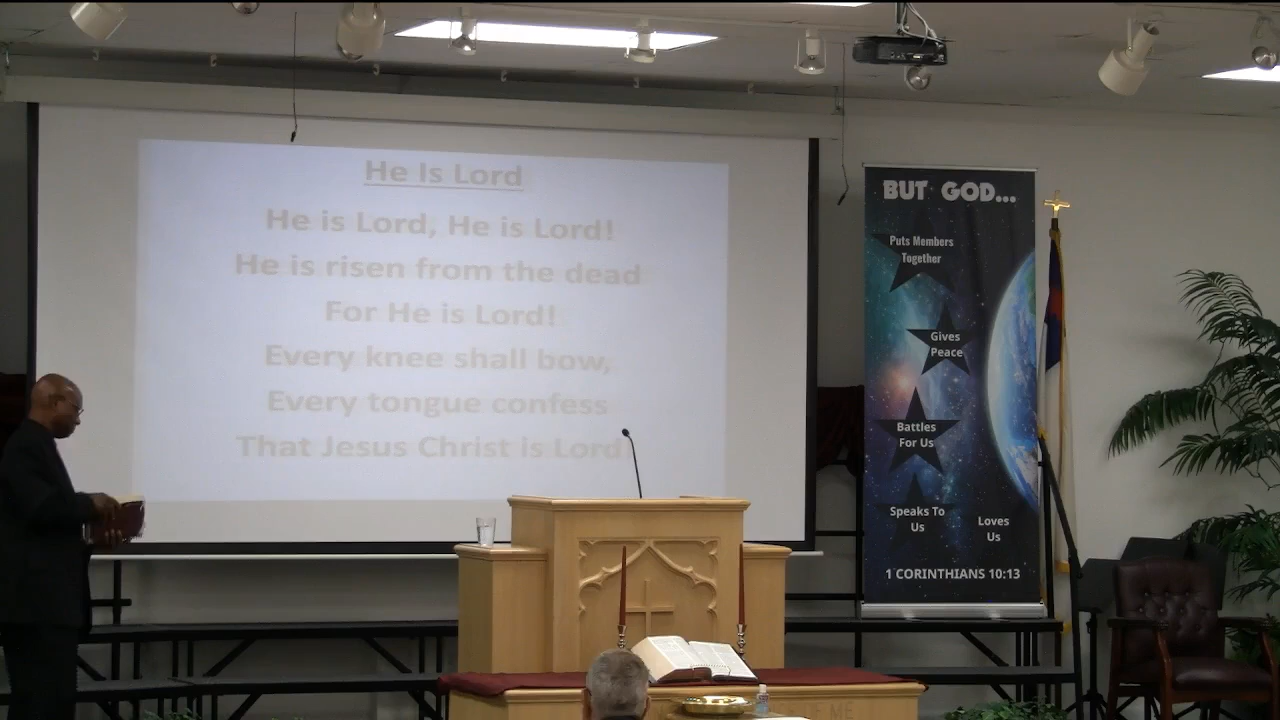 He Is Lord
He is Lord, He is Lord!
He is risen from the dead
For He is Lord!
Every knee shall bow,
Every tongue confess
That Jesus Christ is Lord
BUT GOD...
Puts Members
Together
Gives
Peace
Battles
For Us
Speaks To
Us
Loves
Us
1 CORINTHIANS 10:13
OF ME